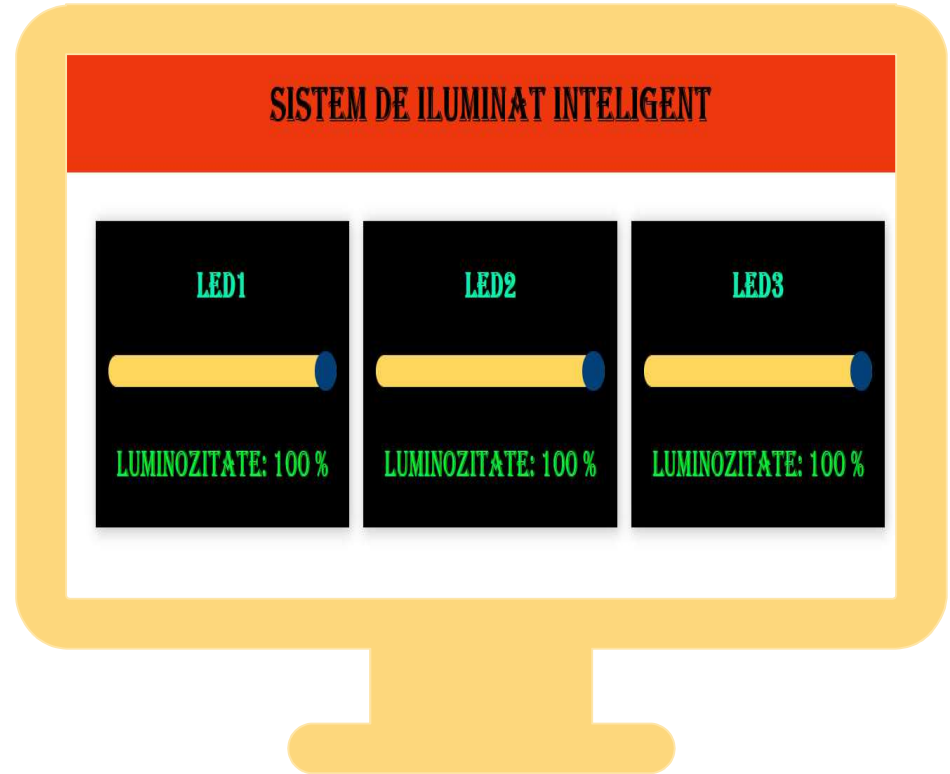 SISTEM DE ILUMINAT INTELIGENT
LED1
LUMINOZITATE: 100 %
LED2
LUMINOZITATE: 100 %
LED3
LUMINOZITATE: 100 %